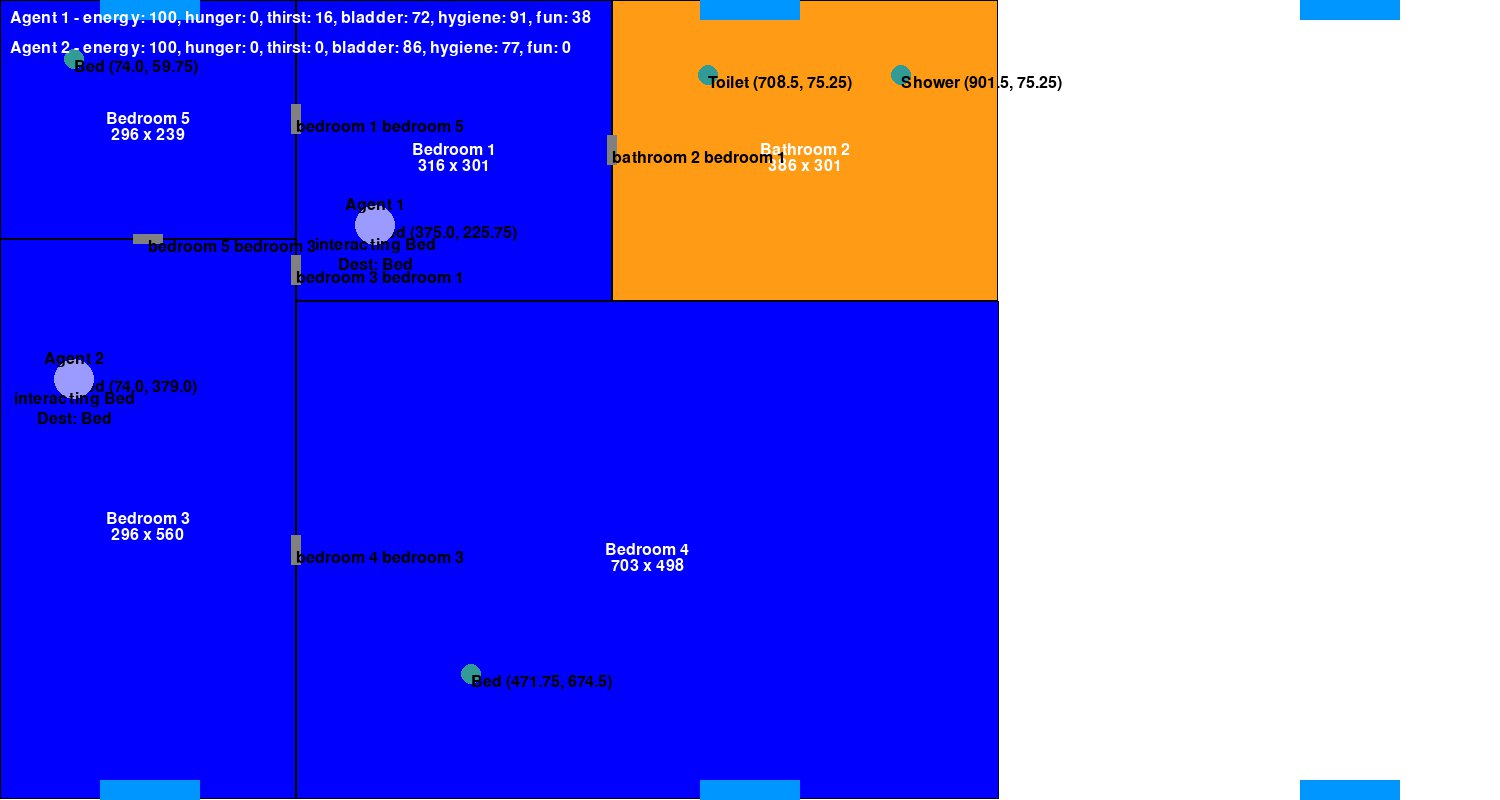 Agent 1 - energy: 100, hunger: 0, thirst: 16, bladder: 72, hygiene: 91, fun: 38
Agent 2 - energy: 100, hunger: 0, thirst: 0, bladder: 86, hygiene: 77, fun: 0
Bed (74.0, 59.75)
Toilet (708.5, 75.25)
Shower (901.5, 75.25)
Bedroom 5
296 x 239
bedroom 1 bedroom 5
Bedroom 1
316 x 301
bathroom 2 bedroom 1
Bathroom 2
386 x 301
Agent 1
(375.0, 225.75)
interacting Bed
Dest: Bed
bedroom 5 bedroom 3
bedroom 3 bedroom 1
Agent 2
(74.0, 379.0)
interacting Bed
Dest: Bed
Bedroom 3
296 x 560
bedroom 4 bedroom 3
Bedroom 4
703 x 498
Bed (471.75, 674.5)